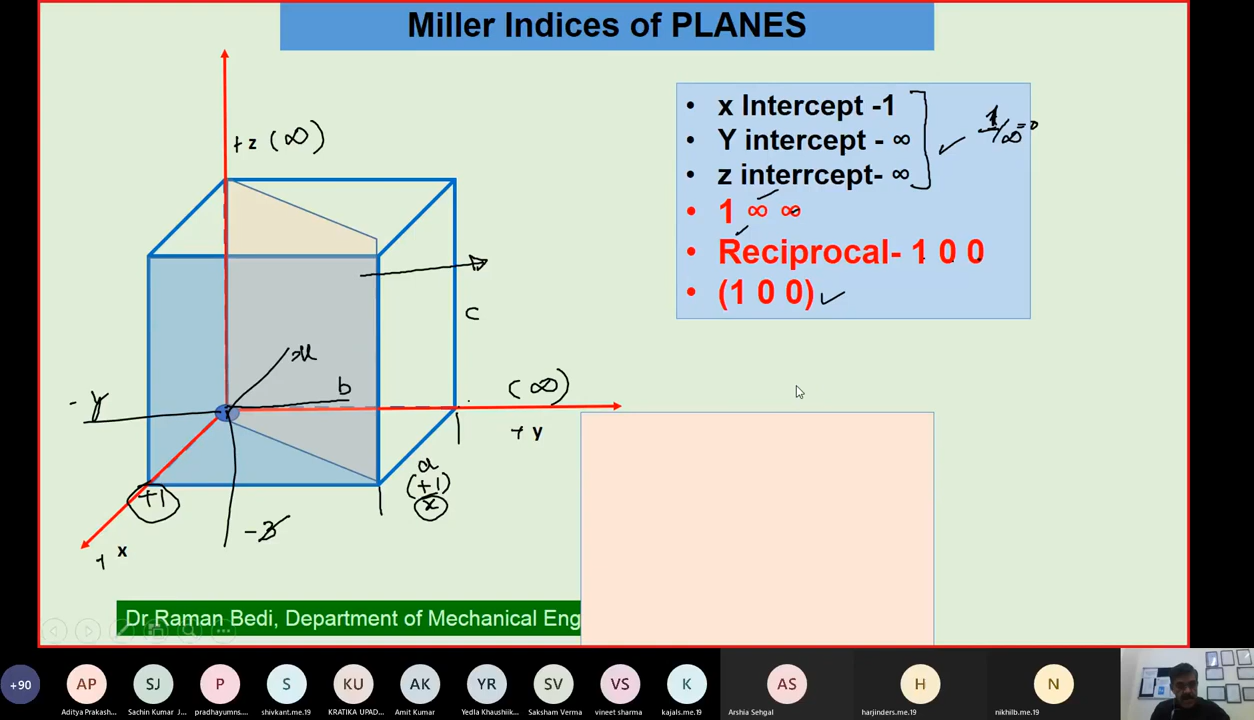 Miller Indices of PLANES
• x Intercept -1
• Y intercept - ∞
• z interrcept- ∞
1/∞ = 0
• 1 ∞ ∞
• Reciprocal- 1 0 0
• (1 0 0)
+z (∞)
c
b
(∞)
- y
+ y
a
(+1)
x
+1
+ x
Dr Raman Bedi, Department of Mechanical Eng
+90
AP
SJ
P
S
KU
AK
YR
SV
VS
K
AS
H
N
Aditya Prakash...
Sachin Kumar J...
pradhayumns....
shivkant.me.19
KRATIKA UPAD...
Amit Kumar
Yedla Khaushiik...
Saksham Verma
vineet sharma
kajals.me.19
Arshia Sehgal
harjinders.me.19
nikhilb.me.19